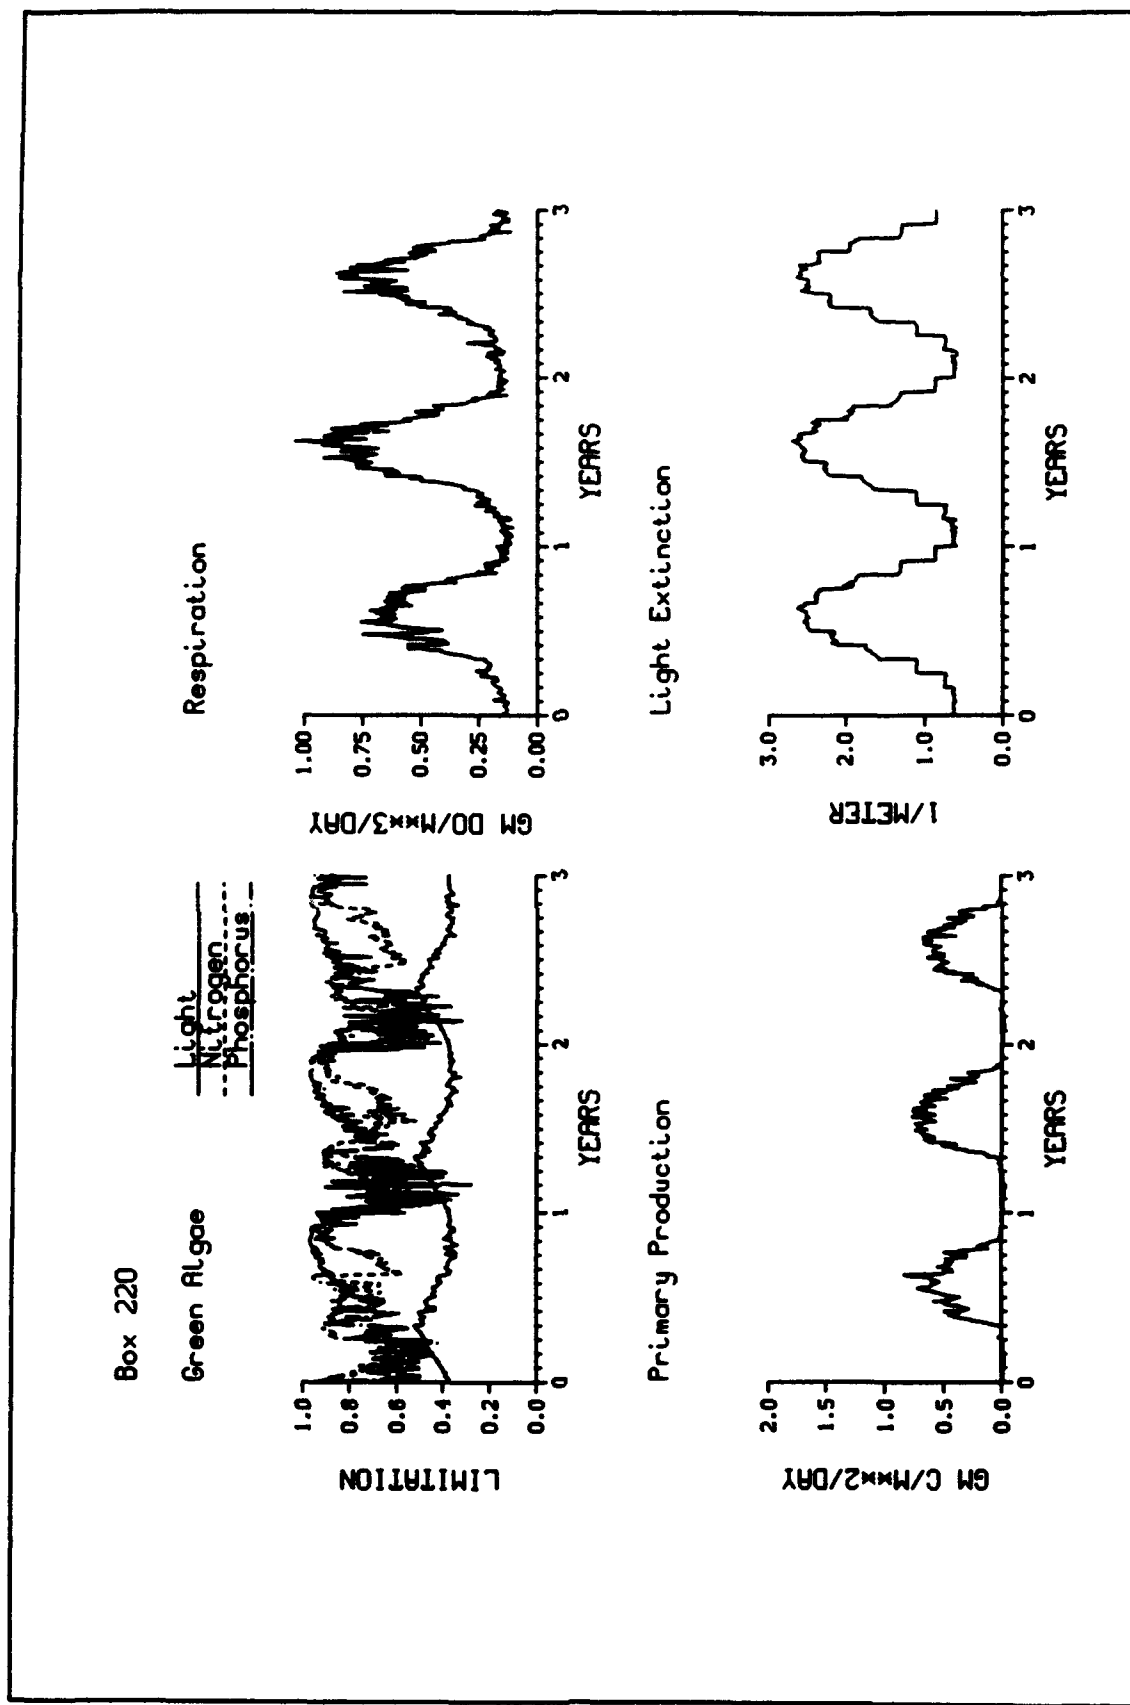 Box 220
Green Algae
Light
Nitrogen
Phosphorus
LIMITATION
1.0
0.8
0.6
0.4
0.2
0.0
0 1 2 3
YEARS
Respiration
GM DO/M**3/DAY
1.00
0.75
0.50
0.25
0.00
0 1 2 3
YEARS
Primary Production
GM C/M**2/DAY
2.0
1.5
1.0
0.5
0.0
0 1 2 3
YEARS
Light Extinction
1/METER
3.0
2.0
1.0
0.0
0 1 2 3
YEARS